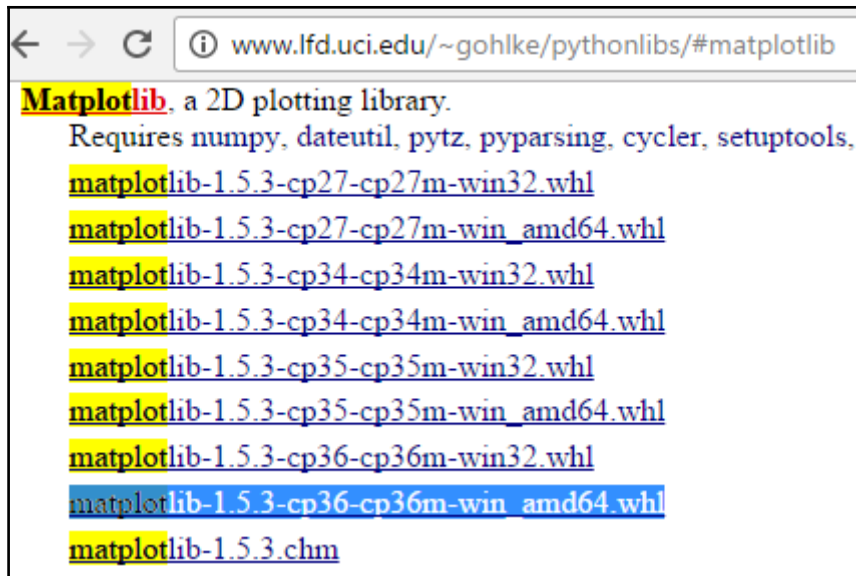 www.lfd.uci.edu/~gohlke/pythonlibs/#matplotlib
Matplotlib, a 2D plotting library.
Requires numpy, dateutil, pytz, pyparsing, cycler, setuptools,
matplotlib-1.5.3-cp27-cp27m-win32.whl
matplotlib-1.5.3-cp27-cp27m-win_amd64.whl
matplotlib-1.5.3-cp34-cp34m-win32.whl
matplotlib-1.5.3-cp34-cp34m-win_amd64.whl
matplotlib-1.5.3-cp35-cp35m-win32.whl
matplotlib-1.5.3-cp35-cp35m-win_amd64.whl
matplotlib-1.5.3-cp36-cp36m-win32.whl
matplotlib-1.5.3-cp36-cp36m-win_amd64.whl
matplotlib-1.5.3.chm